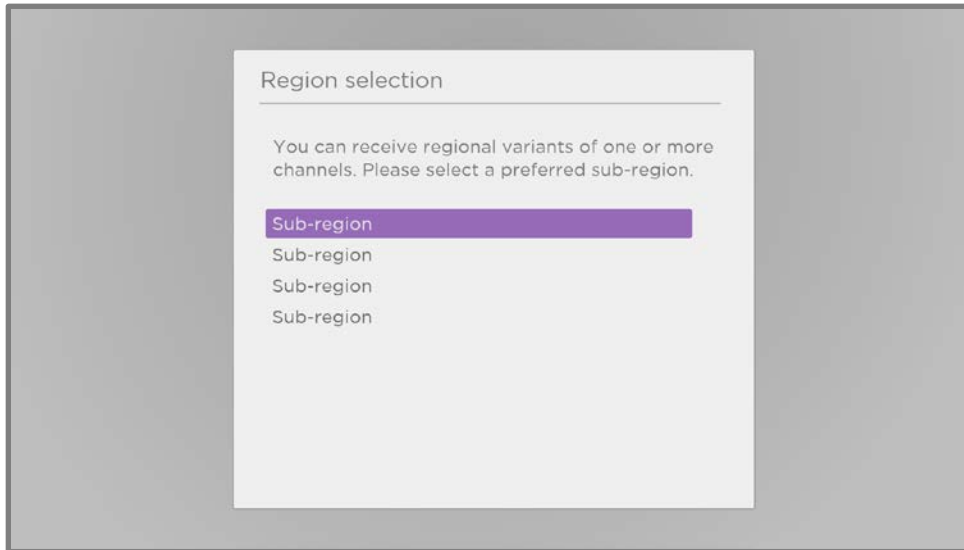 Region selection
You can receive regional variants of one or more
channels. Please select a preferred sub-region.
Sub-region
Sub-region
Sub-region
Sub-region